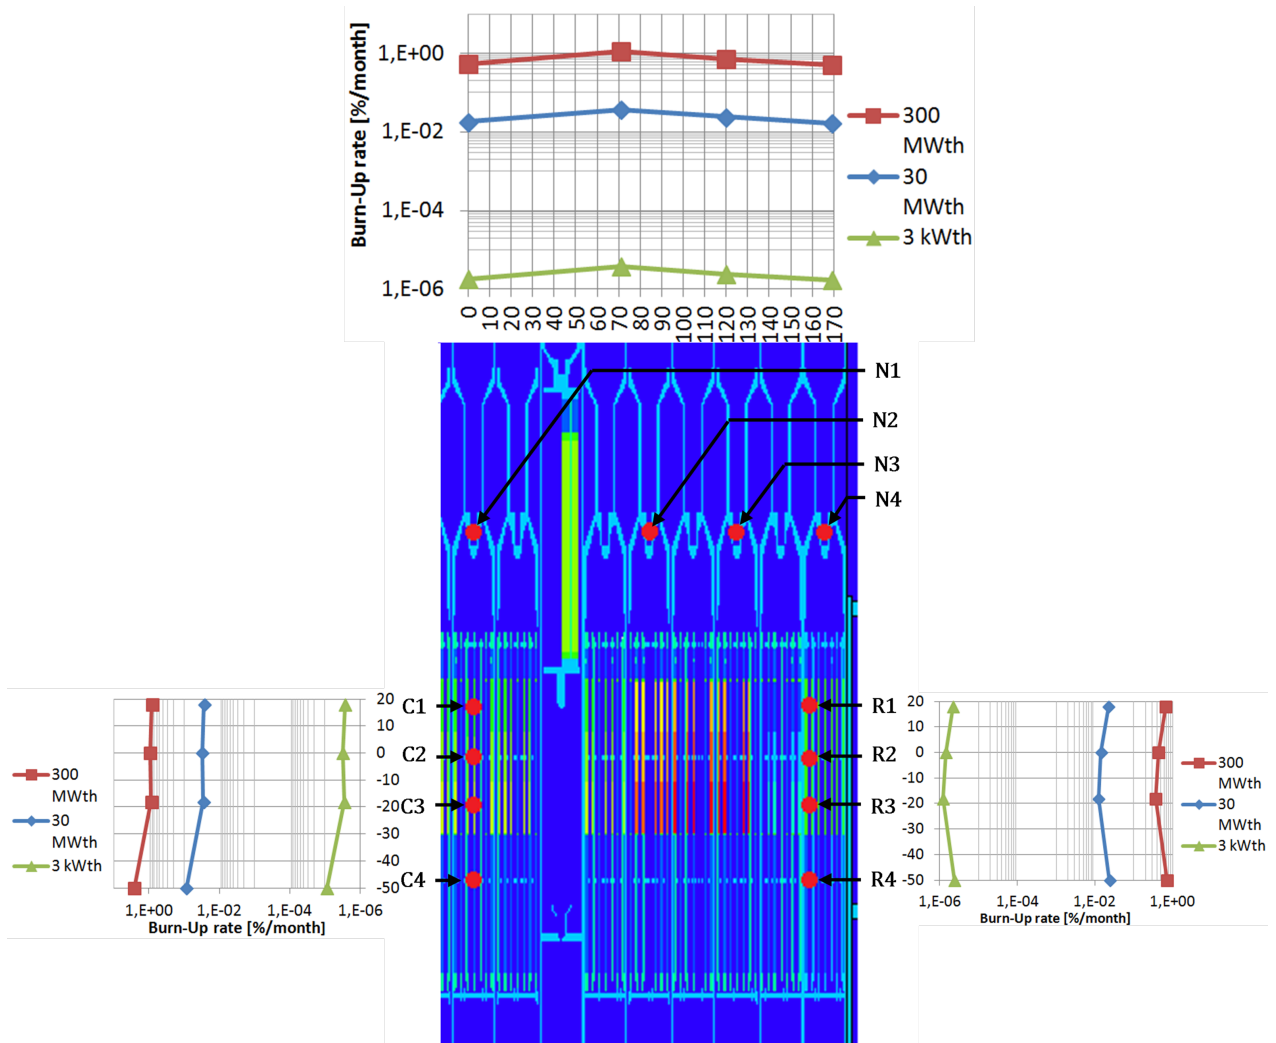 Burn-Up rate [%/month]
1,E+00
1,E-02
1,E-04
1,E-06
0 10 20 30 40 50 60 70 80 90 100 110 120 130 140 150 160 170
300
MWth
30
MWth
3 kWth
N1
N2
N3
N4
C1
C2
C3
C4
R1
R2
R3
R4
300
MWth
30
MWth
3 kWth
20
10
0
-10
-20
-30
-40
-50
1,E+00 1,E-02 1,E-04 1,E-06
Burn-Up rate [%/month]
20
10
0
-10
-20
-30
-40
-50
1,E-06 1,E-04 1,E-02 1,E+00
Burn-Up rate [%/month]
300
MWth
30
MWth
3 kWth